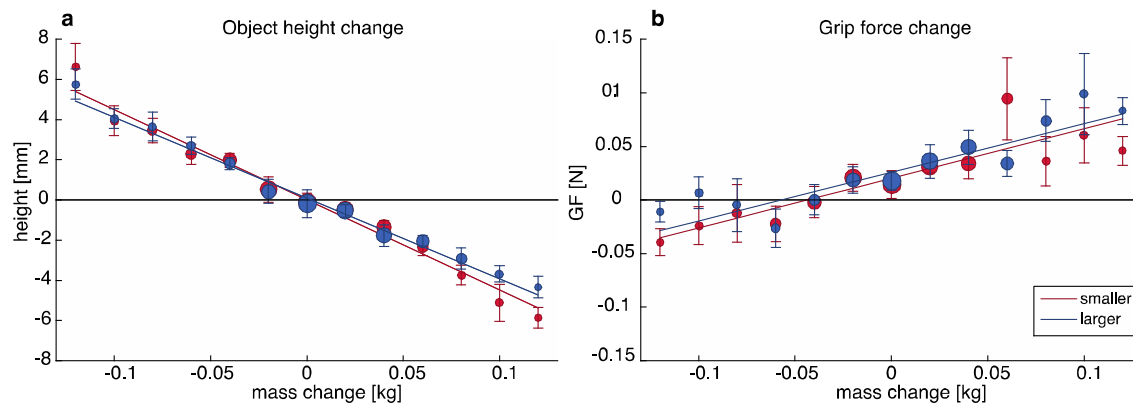 a
Object height change
8
6
4
2
0
-2
-4
-6
-8
height [mm]
-0.1
-0.05
0
0.05
0.1
mass change [kg]
b
Grip force change
0.15
01
0.05
0
-0.05
-0.1
-0.15
GF [N]
-0.1
-0.05
0
0.05
0.1
mass change [kg]
smaller
larger